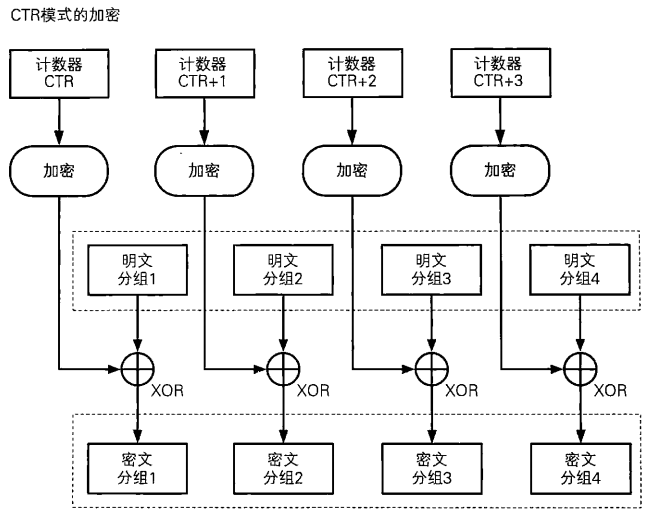 CTR模式的加密
计数器
CTR
计数器
CTR+1
计数器
CTR+2
计数器
CTR+3
加密
加密
加密
加密
明文
分组1
明文
分组2
明文
分组3
明文
分组4
XOR
XOR
XOR
XOR
密文
分组1
密文
分组2
密文
分组3
密文
分组4